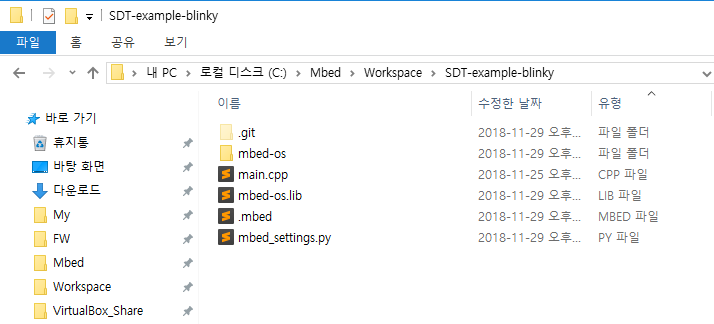 SDT-example-blinky
파일 홈 공유 보기
내 PC 로컬 디스크 (C:) Mbed Workspace SDT-example-blinky
이름 수정한 날짜 유형
바로 가기
휴지통
바탕 화면
다운로드
My
FW
Mbed
Workspace
VirtualBox_Share
.git 2018-11-29 오후... 파일 폴더
mbed-os 2018-11-29 오후... 파일 폴더
main.cpp 2018-11-25 오후... CPP 파일
mbed-os.lib 2018-11-29 오후... LIB 파일
.mbed 2018-11-29 오후... MBED 파일
mbed_settings.py 2018-11-29 오후... PY 파일